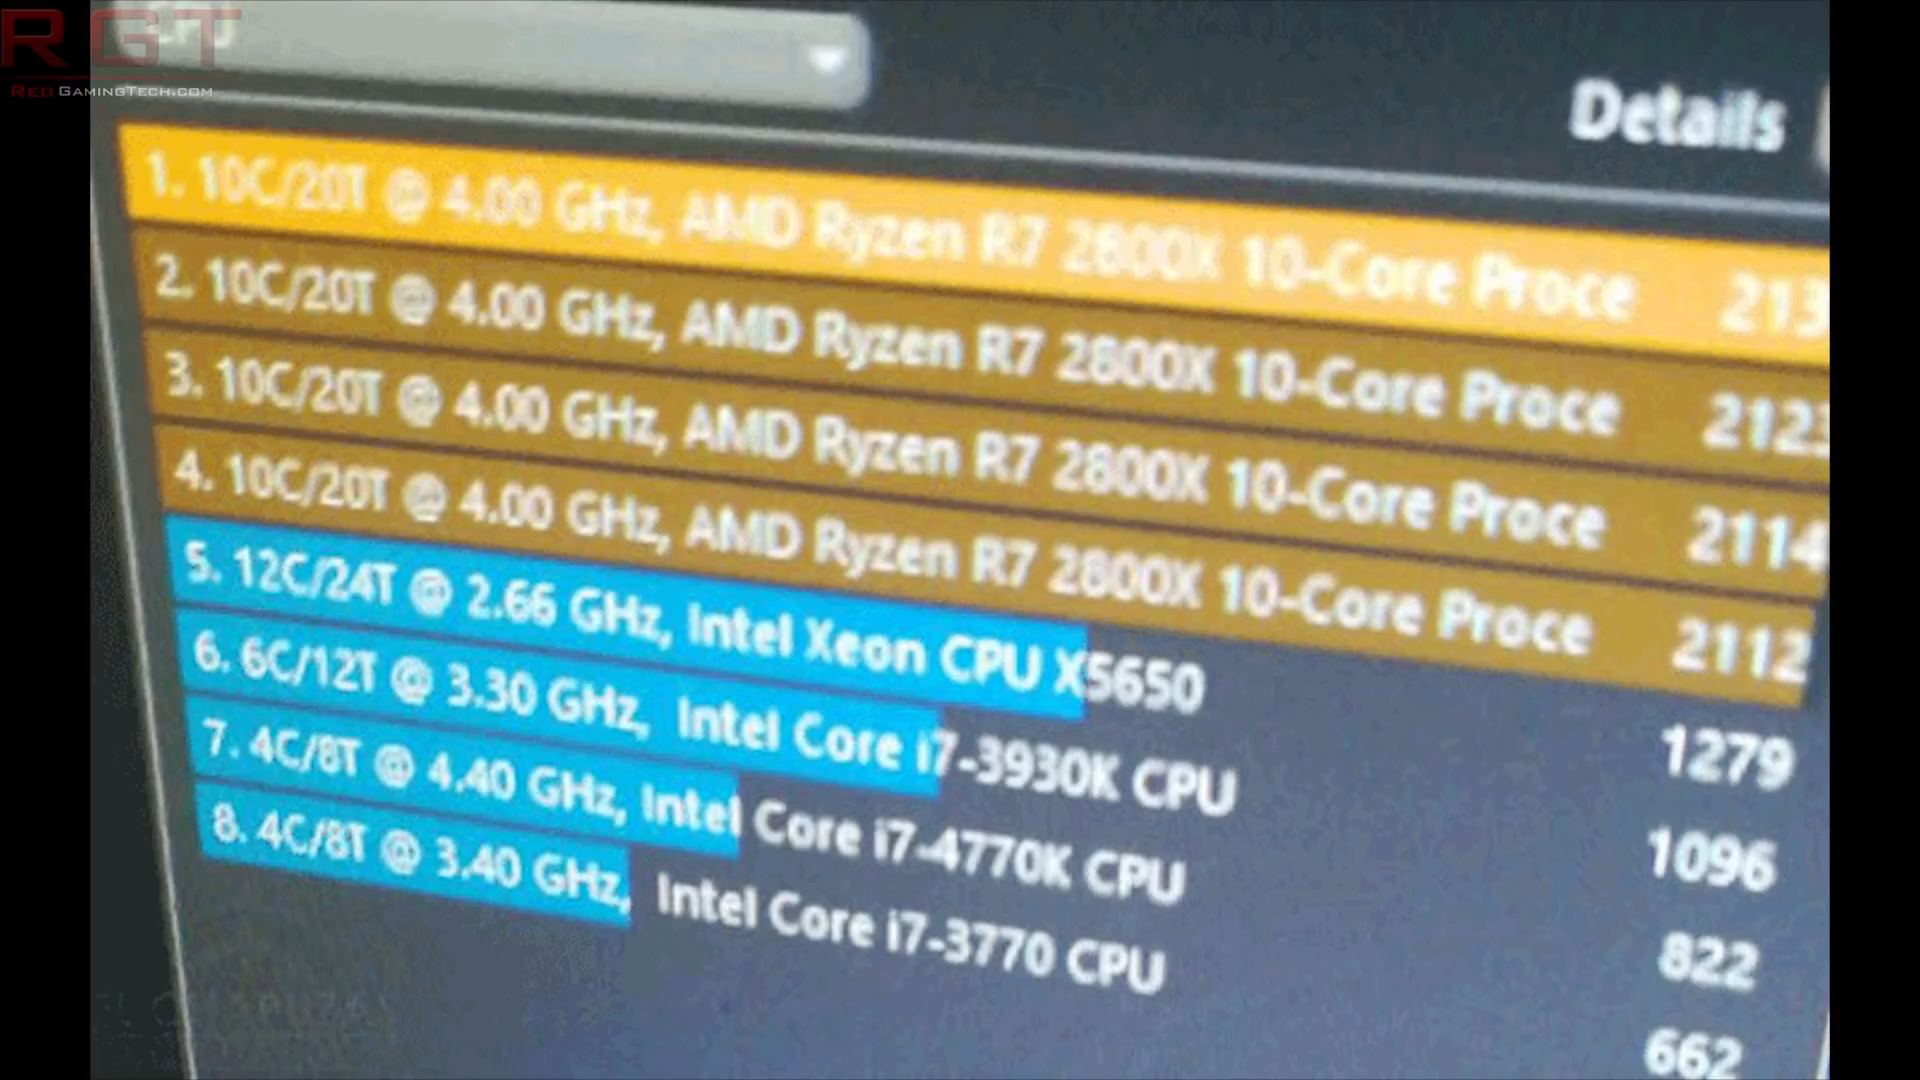 RGT
RED GAMINGTECH.COM
CPU
Details
1. 10C/20T @ 4.00 GHz, AMD Ryzen R7 2800X 10-Core Proce 213
2. 10C/20T @ 4.00 GHz, AMD Ryzen R7 2800X 10-Core Proce 2123
3. 10C/20T @ 4.00 GHz, AMD Ryzen R7 2800X 10-Core Proce 2114
4. 10C/20T @ 4.00 GHz, AMD Ryzen R7 2800X 10-Core Proce 2112
5. 12C/24T @ 2.66 GHz, Intel Xeon CPU X5650 1279
6. 6C/12T @ 3.30 GHz, Intel Core i7-3930K CPU 1096
7. 4C/8T @ 4.40 GHz, Intel Core i7-4770K CPU 822
8. 4C/8T @ 3.40 GHz, Intel Core i7-3770 CPU 662